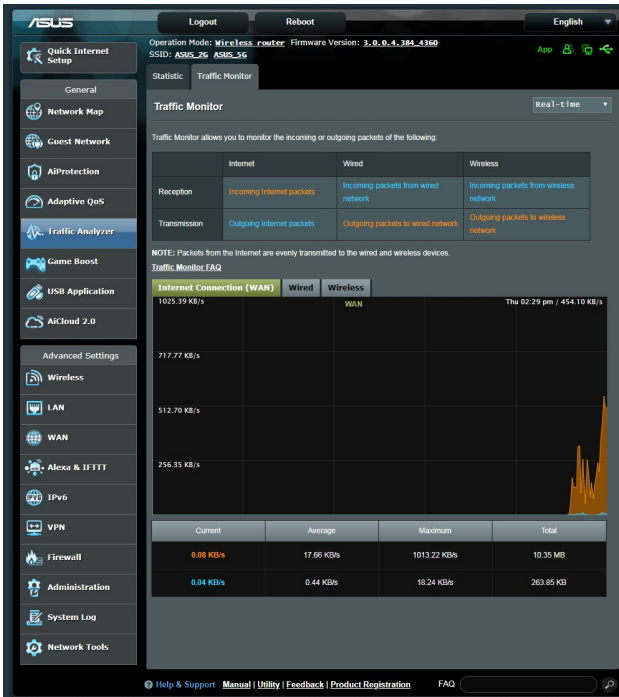 ASUS Logout Reboot English
Quick Internet Setup
Operation Mode: Wireless router Firmware Version: 3.0.0.4.384_4360
SSID: ASUS_2G ASUS_5G
App
Statistic Traffic Monitor
General
Network Map
Guest Network
AiProtection
Adaptive QoS
Traffic Analyzer
Game Boost
USB Application
AiCloud 2.0
Advanced Settings
Wireless
LAN
WAN
Alexa & IFTTT
IPv6
VPN
Firewall
Administration
System Log
Network Tools
Traffic Monitor Real-time
Traffic Monitor allows you to monitor the incoming or outgoing packets of the following:
Internet Wired Wireless
Reception Incoming Internet packets Incoming packets from wired network Incoming packets from wireless network
Transmission Outgoing Internet packets Outgoing packets to wired network Outgoing packets to wireless network
NOTE: Packets from the Internet are evenly transmitted to the wired and wireless devices.
Traffic Monitor FAQ
Internet Connection (WAN) Wired Wireless
1025.39 KB/s WAN Thu 02:29 pm / 454.10 KB/s
717.77 KB/s
512.70 KB/s
256.35 KB/s
Current Average Maximum Total
0.08 KB/s 17.66 KB/s 1013.22 KB/s 10.35 MB
0.04 KB/s 0.44 KB/s 18.24 KB/s 263.85 KB
Help & Support Manual | Utility | Feedback | Product Registration FAQ